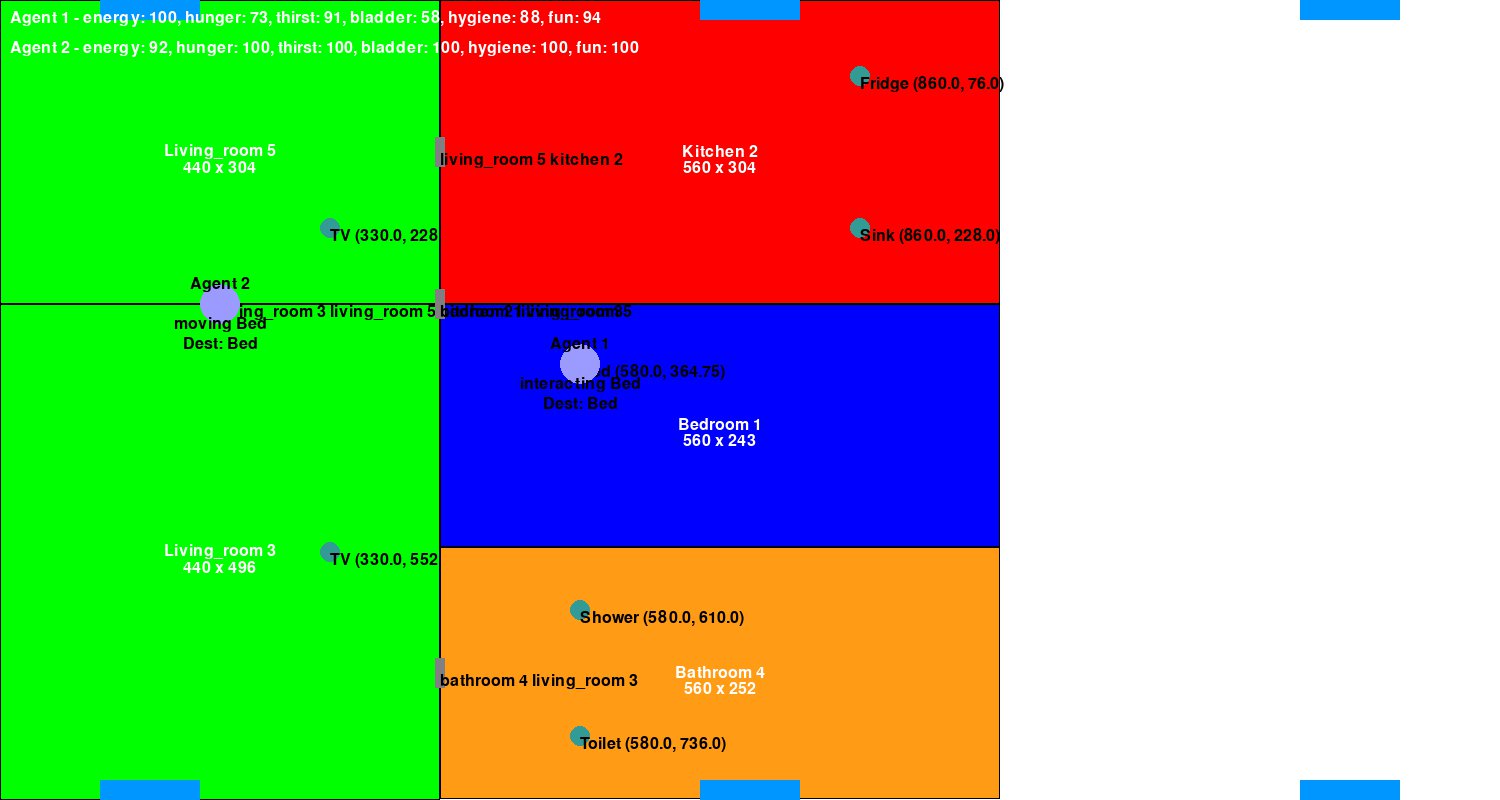 Agent 1 - energy: 100, hunger: 73, thirst: 91, bladder: 58, hygiene: 88, fun: 94
Agent 2 - energy: 92, hunger: 100, thirst: 100, bladder: 100, hygiene: 100, fun: 100
Fridge (860.0, 76.0)
Living_room 5
440 x 304
living_room 5 kitchen 2
Kitchen 2
560 x 304
TV (330.0, 228
Sink (860.0, 228.0)
Agent 2
ing_room 3 living_room 5
moving Bed
Dest: Bed
Agent 1
d (580.0, 364.75)
interacting Bed
Dest: Bed
Bedroom 1
560 x 243
Living_room 3
440 x 496
TV (330.0, 552
Shower (580.0, 610.0)
bathroom 4 living_room 3
Bathroom 4
560 x 252
Toilet (580.0, 736.0)